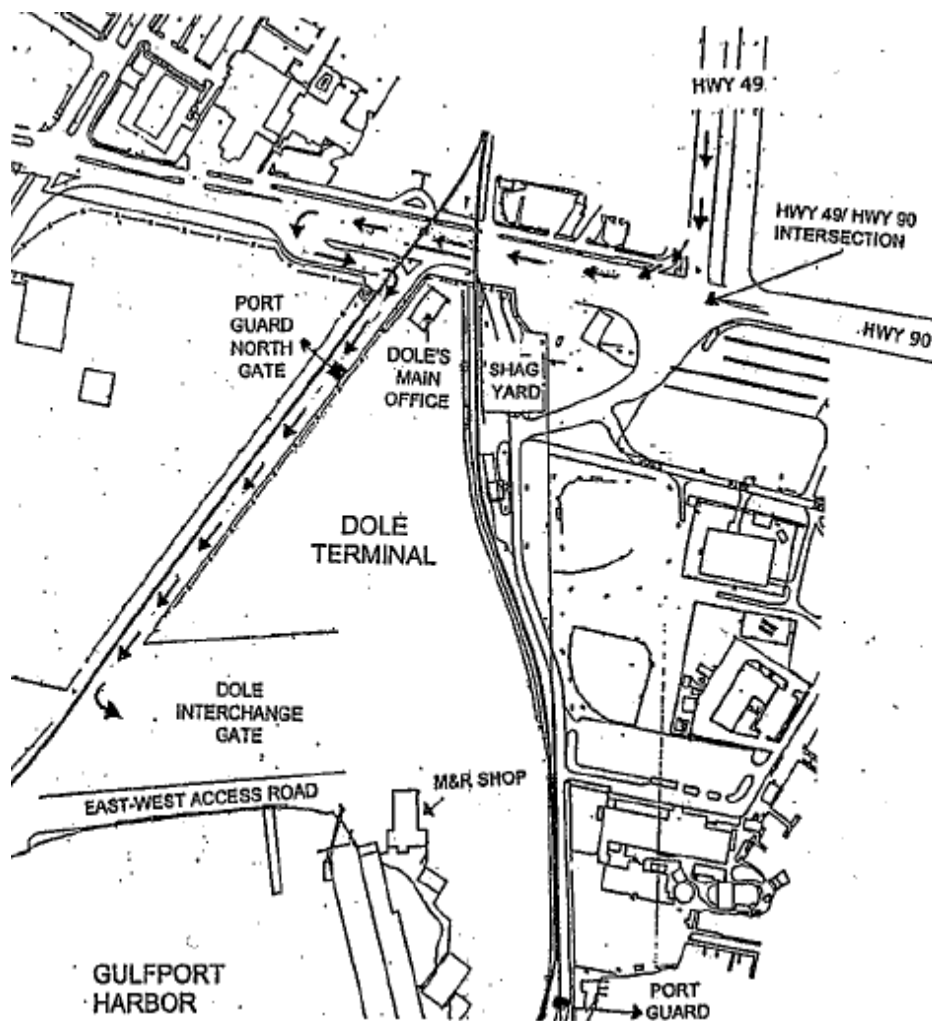 HWY 49
HWY 49/ HWY 90
INTERSECTION
HWY 90
PORT
GUARD
NORTH
GATE
DOLE'S
MAIN
OFFICE
SHAG
YARD
DOLE
TERMINAL
DOLE
INTERCHANGE
GATE
M&R SHOP
EAST-WEST ACCESS ROAD
GULFPORT
HARBOR
PORT
GUARD